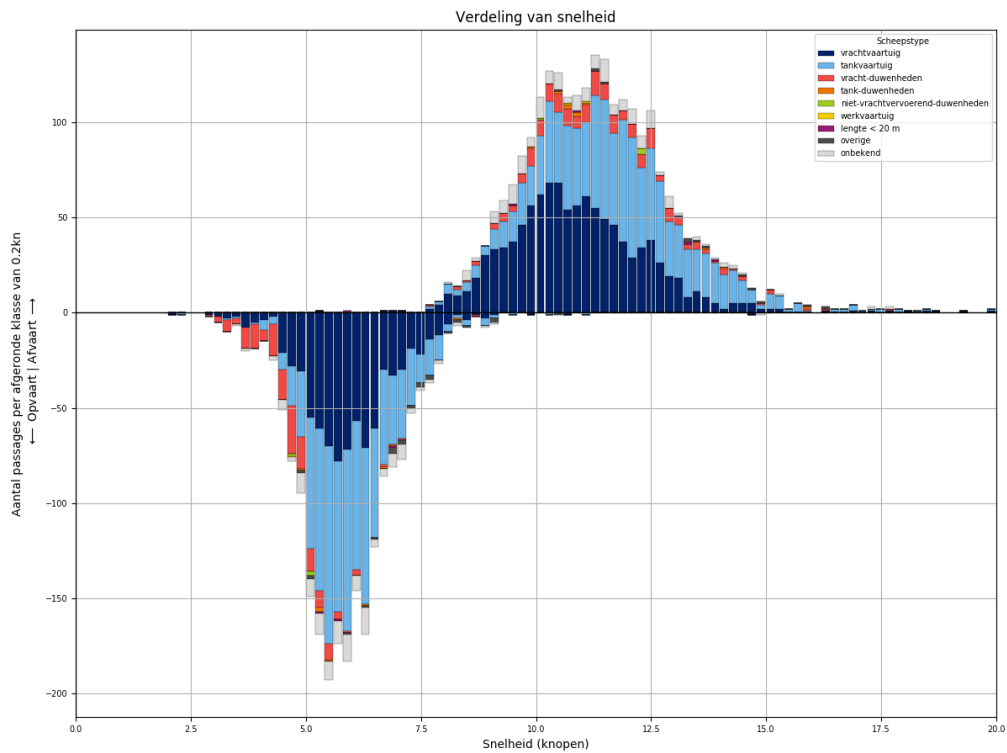 Verdeling van snelheid
Scheepstype
vrachtvaartuig
tankvaartuig
vracht-duwenheden
tank-duwenheden
niet-vrachtvervoerend-duwenheden
werkvaartuig
lengte < 20 m
overige
onbekend
Aantal passages per afgeronde klasse van 0.2kn
← Opvaart | Afvaart →
100
50
0
−50
−100
−150
−200
0.0 2.5 5.0 7.5 10.0 12.5 15.0 17.5 20.0
Snelheid (knopen)